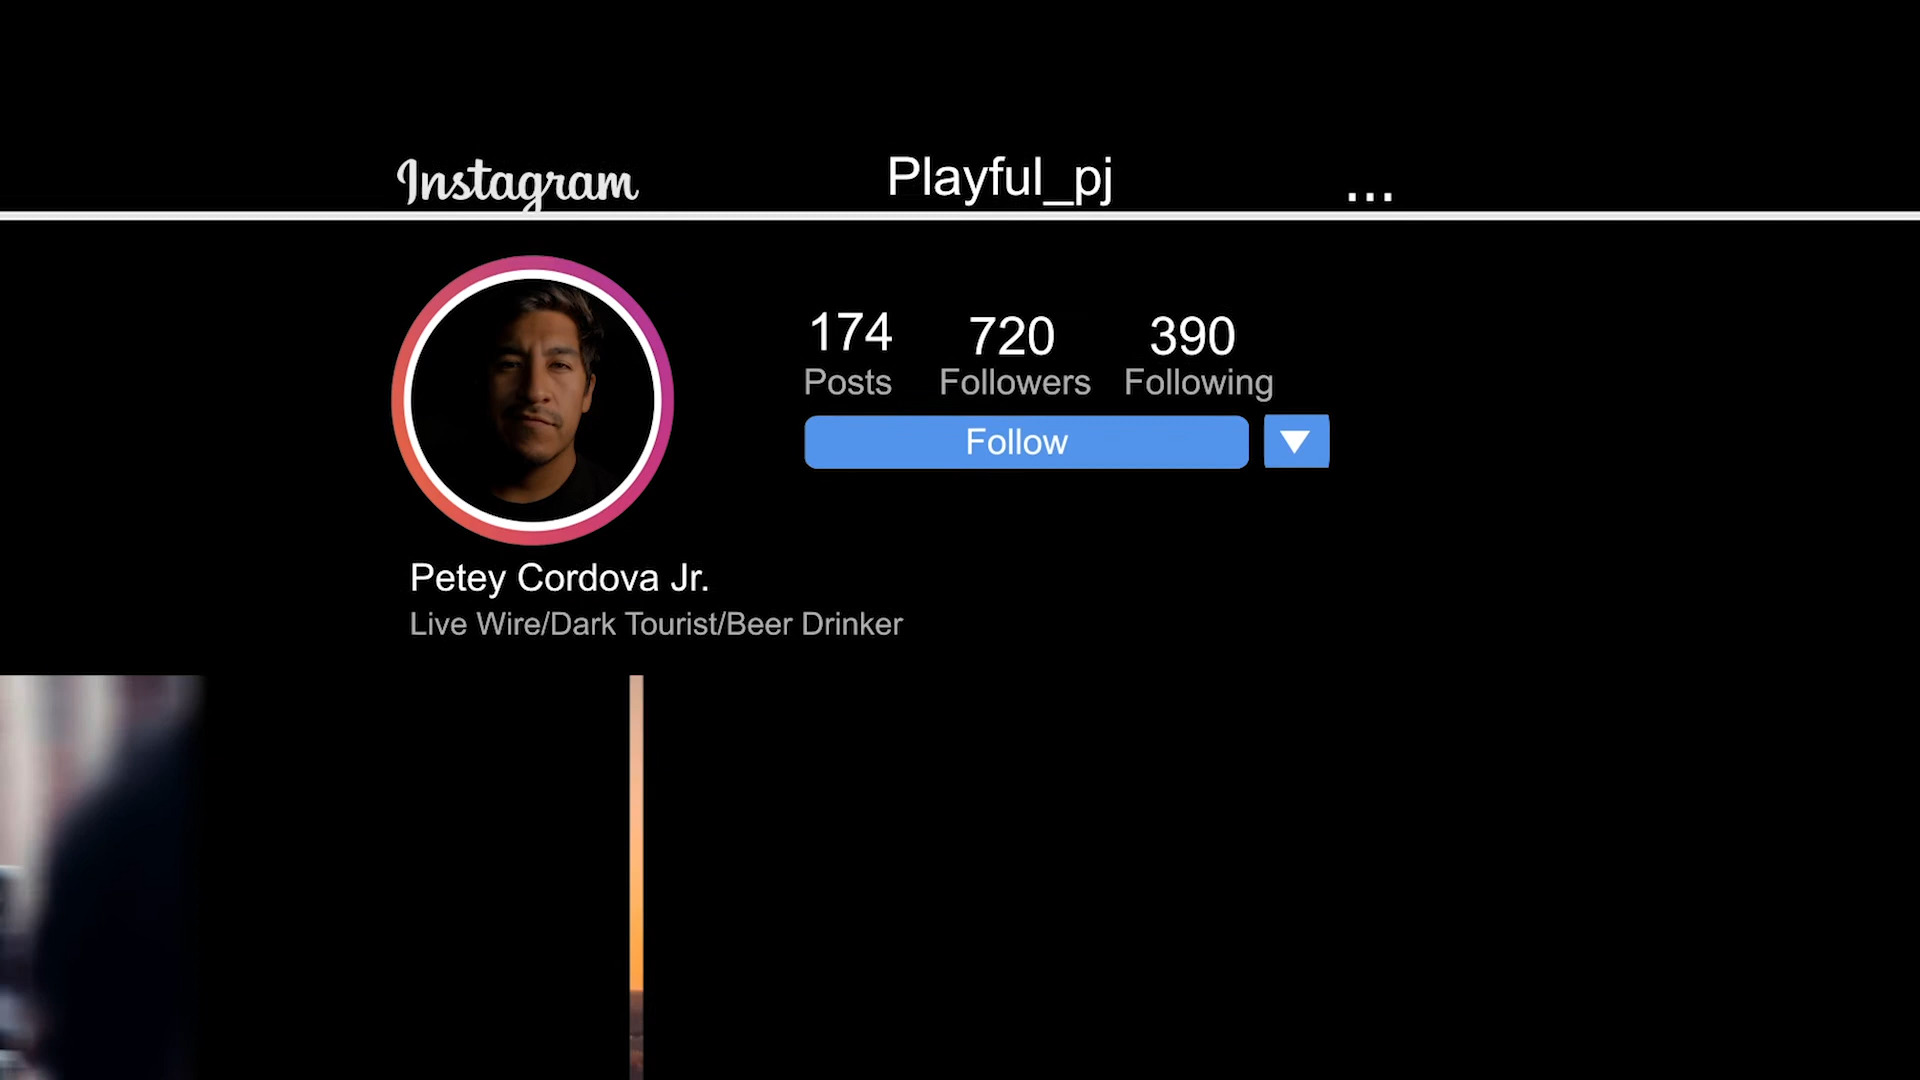 Instagram
Playful_pj
...
174
720
390
Posts
Followers
Following
Follow
Petey Cordova Jr.
Live Wire/Dark Tourist/Beer Drinker